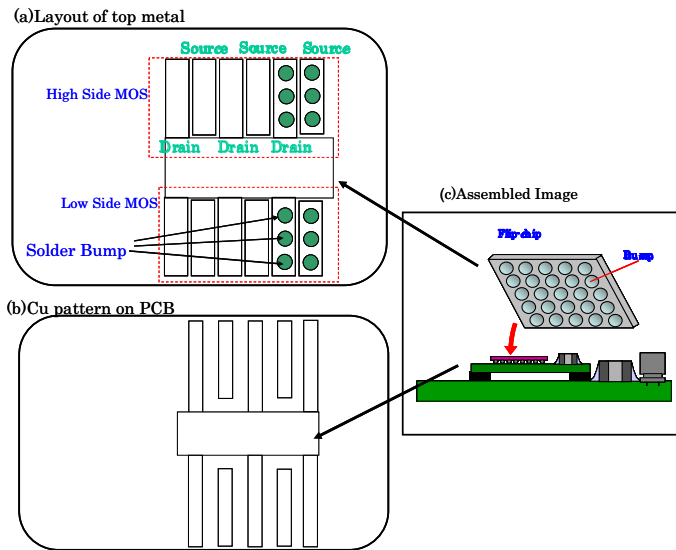 (a)Layout of top metal
Source Source Source
High Side MOS
Drain Drain Drain
Low Side MOS
Solder Bump
(b)Cu pattern on PCB
(c)Assembled Image
Flip-chip
Bump